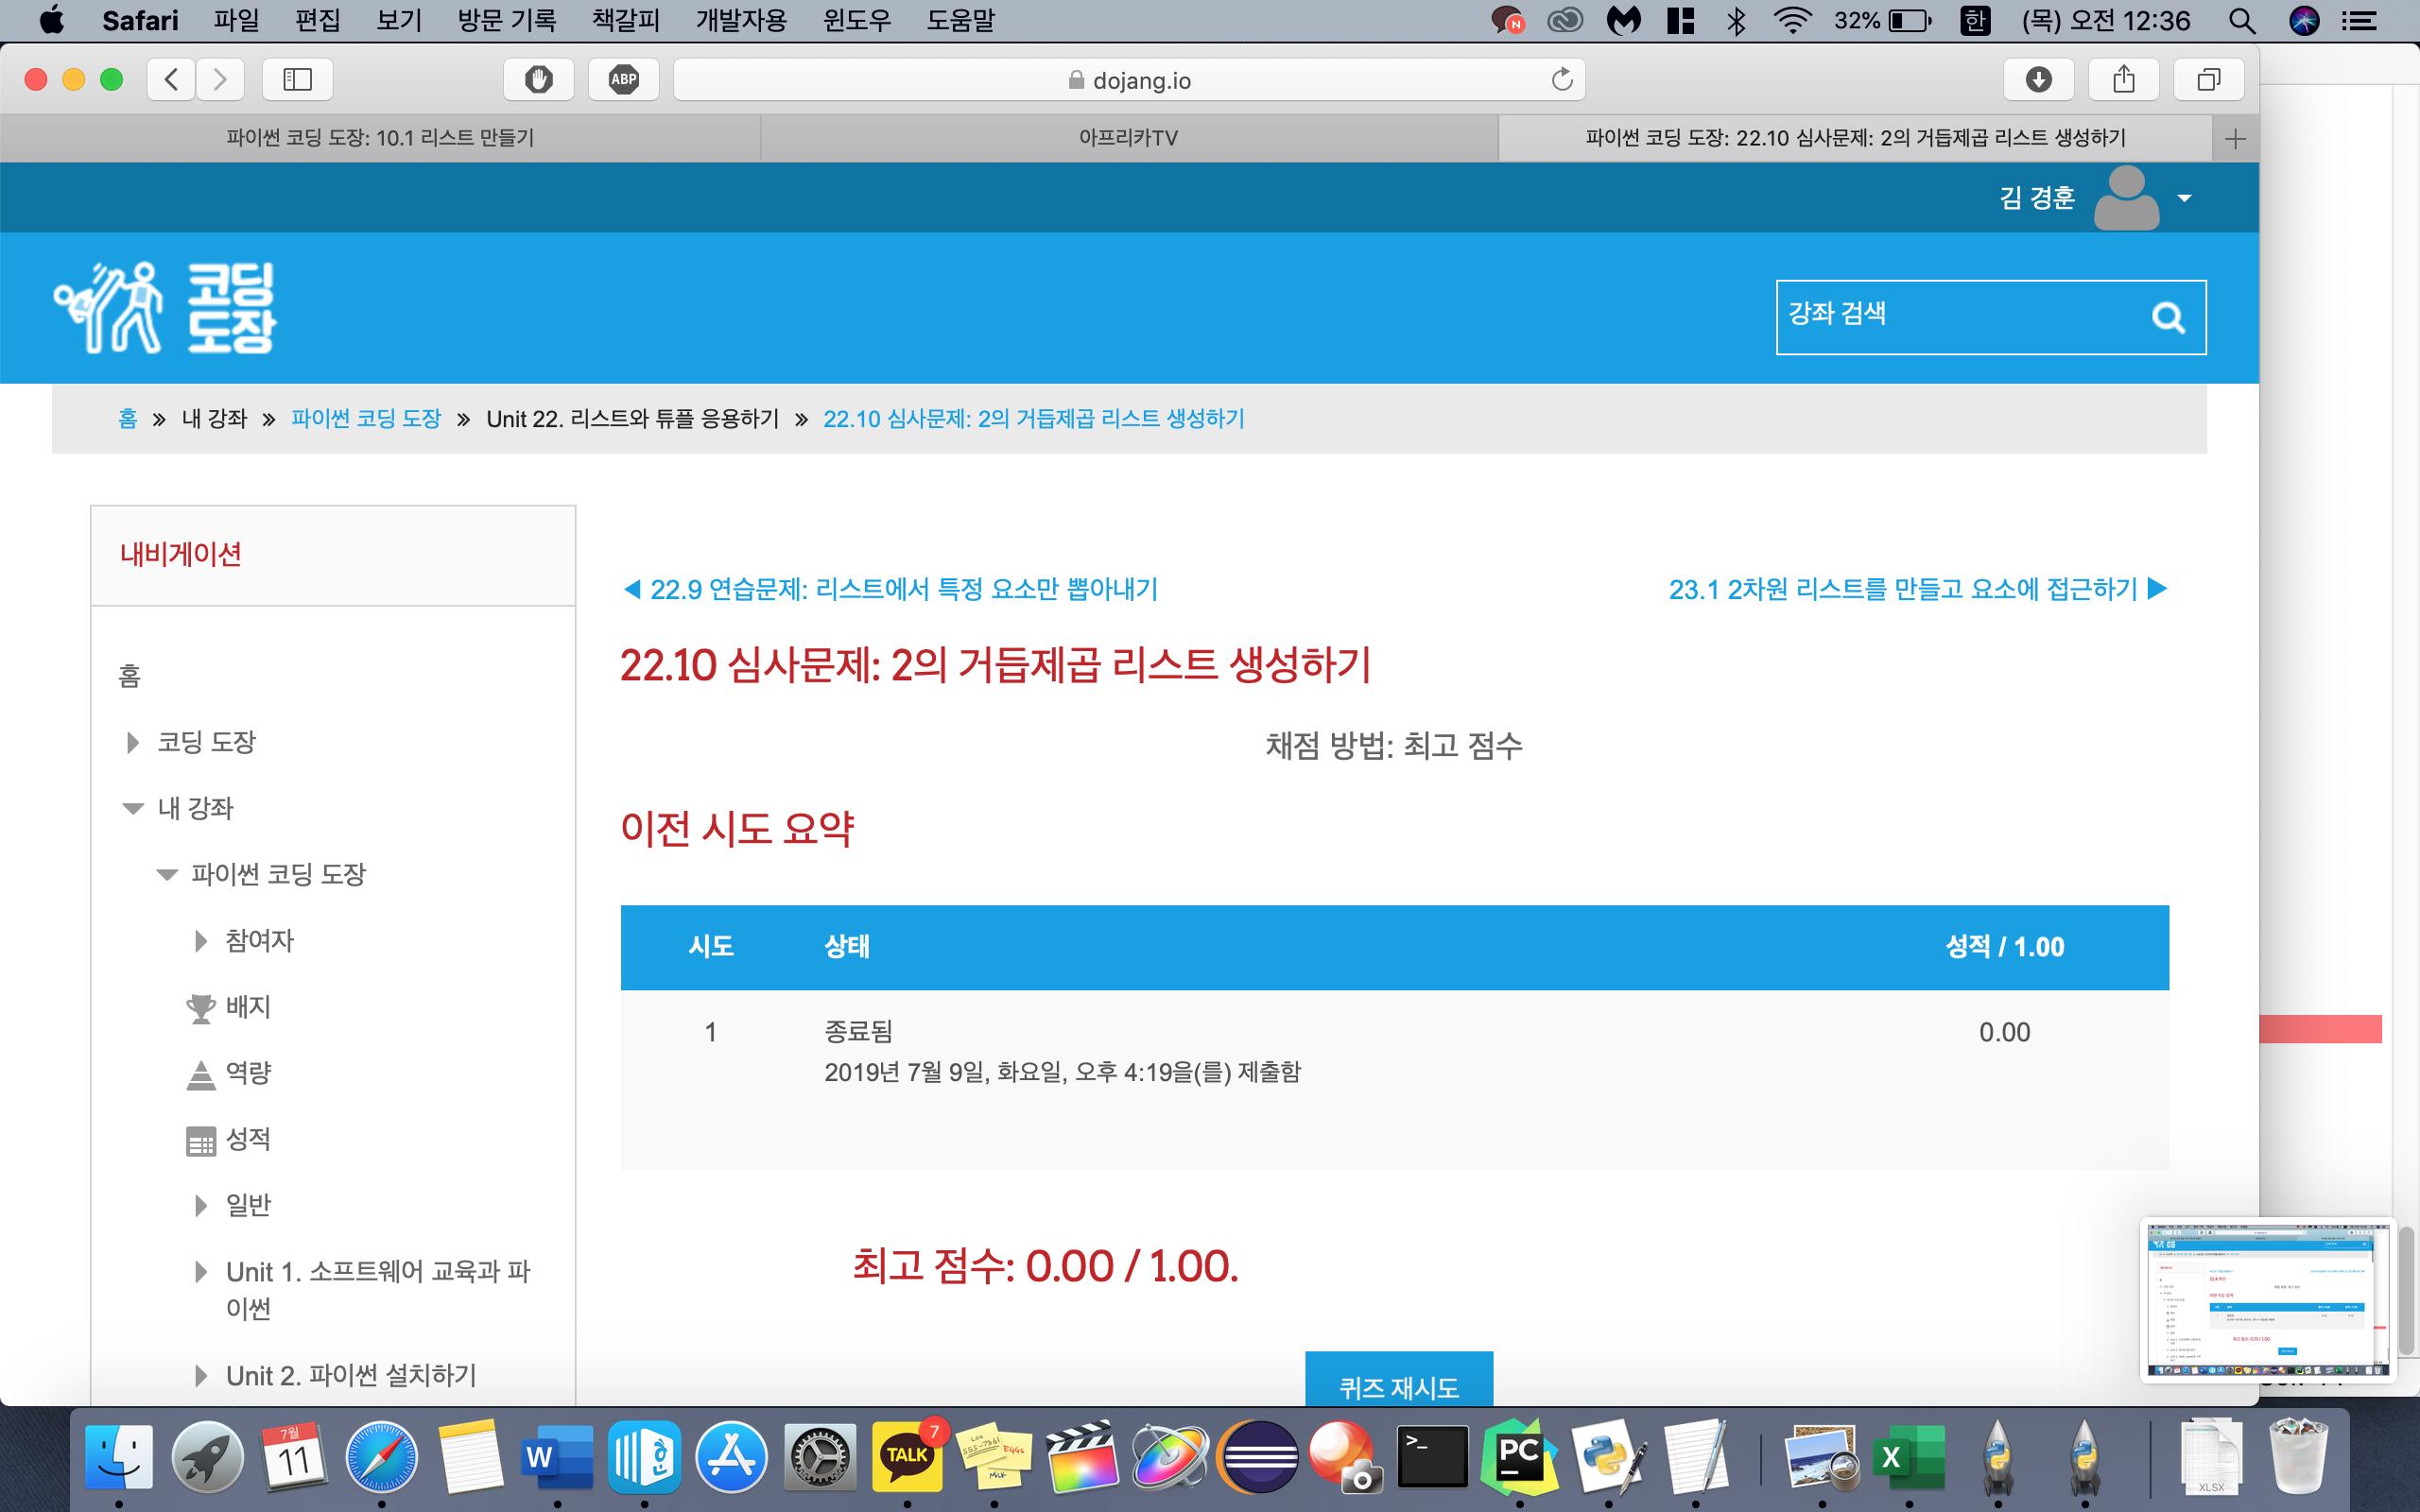 Safari 파일 편집 보기 방문 기록 책갈피 개발자용 윈도우 도움말 N 32% 한 (목) 오전 12:36
ABP dojang.io
파이썬 코딩 도장: 10.1 리스트 만들기
아프리카TV
파이썬 코딩 도장: 22.10 심사문제: 2의 거듭제곱 리스트 생성하기
김 경훈
코딩
도장
강좌 검색
홈 » 내 강좌 » 파이썬 코딩 도장 » Unit 22. 리스트와 튜플 응용하기 » 22.10 심사문제: 2의 거듭제곱 리스트 생성하기
내비게이션
홈
코딩 도장
내 강좌
파이썬 코딩 도장
참여자
배지
역량
성적
일반
Unit 1. 소프트웨어 교육과 파
이썬
Unit 2. 파이썬 설치하기
◀ 22.9 연습문제: 리스트에서 특정 요소만 뽑아내기
23.1 2차원 리스트를 만들고 요소에 접근하기 ▶
22.10 심사문제: 2의 거듭제곱 리스트 생성하기
채점 방법: 최고 점수
이전 시도 요약
시도 상태 성적 / 1.00
1 종료됨 0.00
2019년 7월 9일, 화요일, 오후 4:19을(를) 제출함
최고 점수: 0.00 / 1.00.
퀴즈 재시도
7월
11
W
TALK
7
EGGS
MILK
>_
PC
X
XLSX